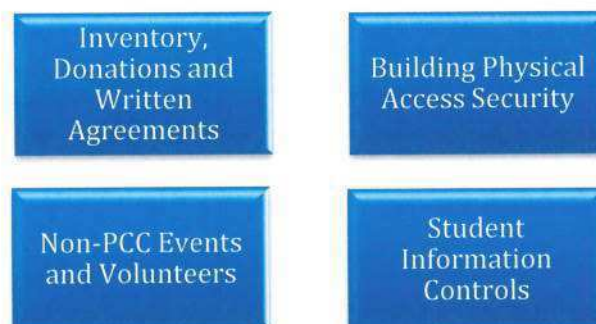 Inventory,
Donations and
Written
Agreements
Building Physical
Access Security
Non-PCC Events
and Volunteers
Student
Information
Controls